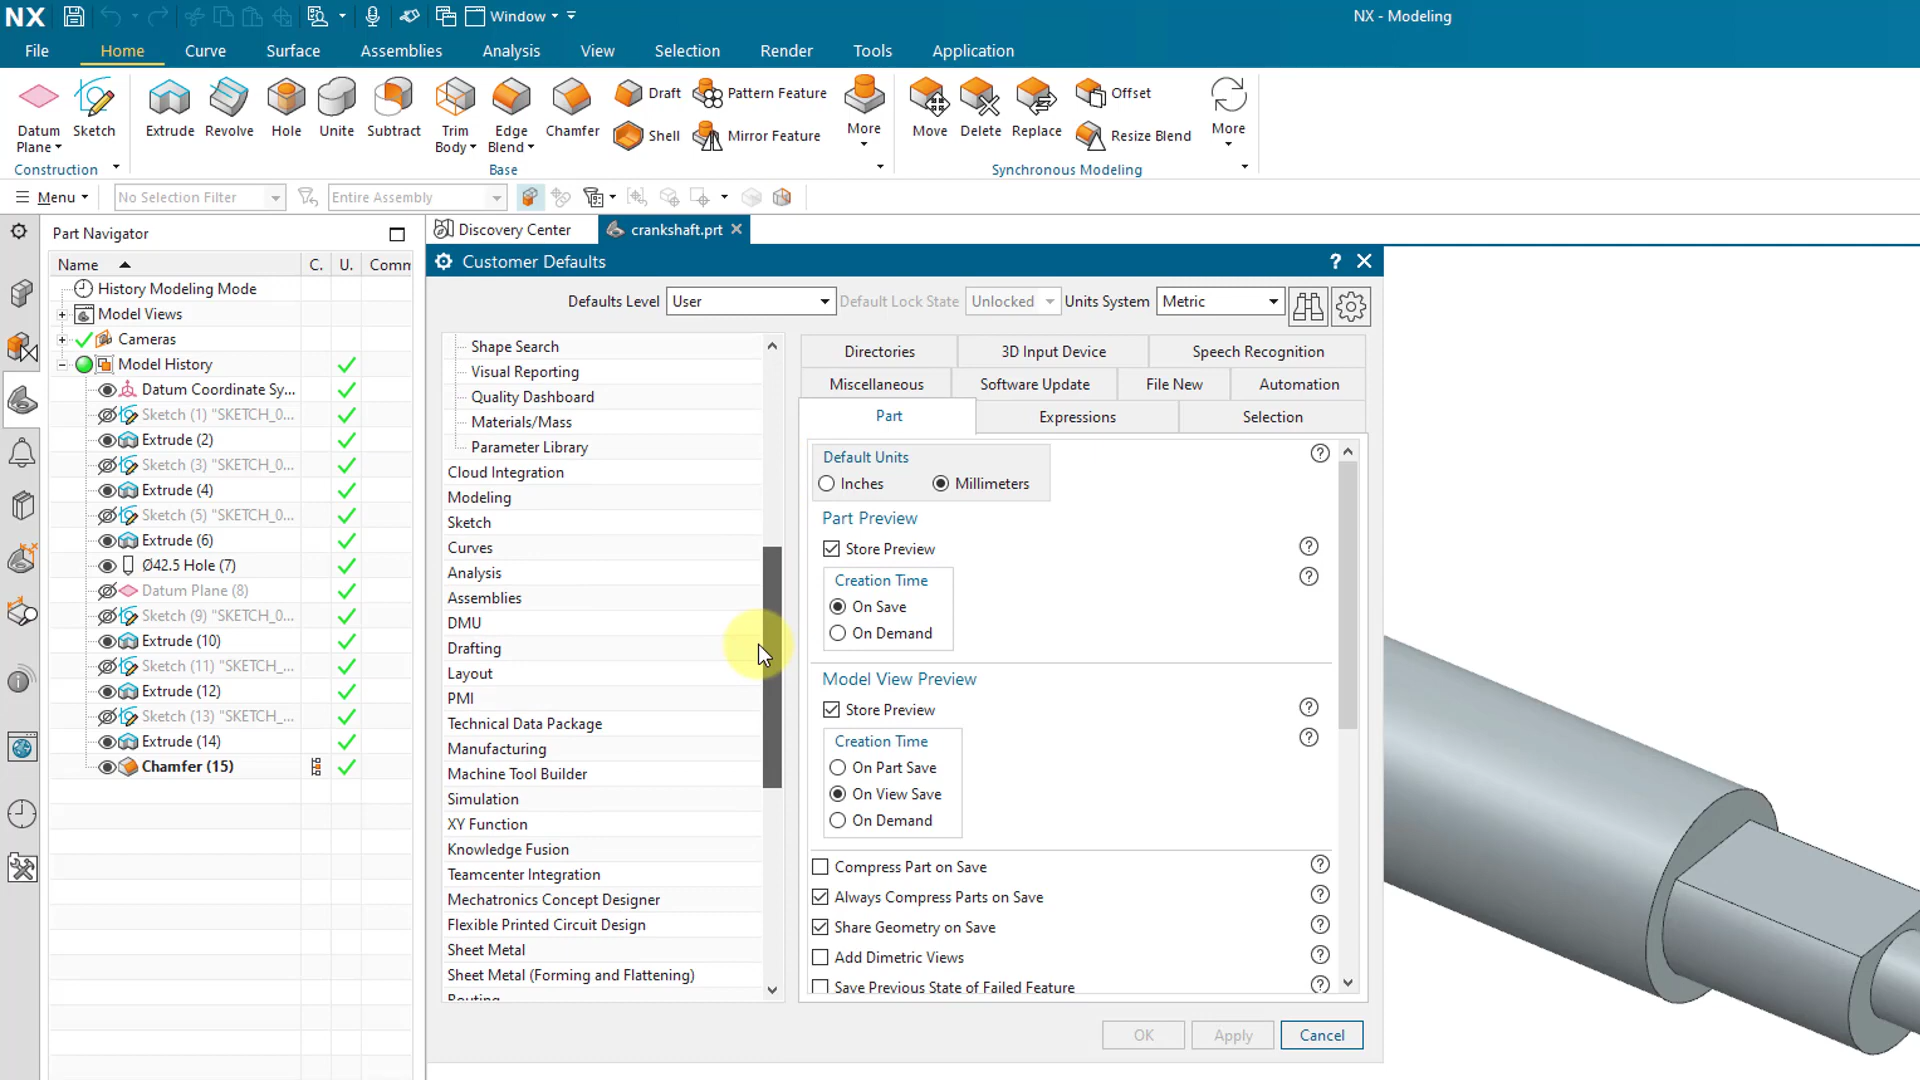 NX
Window
NX - Modeling
File
Home
Curve
Surface
Assemblies
Analysis
View
Selection
Render
Tools
Application
Datum
Plane
Sketch
Construction
Extrude
Revolve
Hole
Unite
Subtract
Trim
Body
Edge
Blend
Chamfer
Draft
Shell
Pattern Feature
Mirror Feature
More
Base
Move
Delete
Replace
Offset
Resize Blend
More
Synchronous Modeling
Menu
No Selection Filter
Entire Assembly
Part Navigator
Name
C.
U.
Comm
History Modeling Mode
Model Views
Cameras
Model History
Datum Coordinate Sy...
Sketch (1) "SKETCH_0...
Extrude (2)
Sketch (3) "SKETCH_0...
Extrude (4)
Sketch (5) "SKETCH_0...
Extrude (6)
Ø42.5 Hole (7)
Datum Plane (8)
Sketch (9) "SKETCH_0...
Extrude (10)
Sketch (11) "SKETCH_...
Extrude (12)
Sketch (13) "SKETCH_...
Extrude (14)
Chamfer (15)
Discovery Center
crankshaft.prt
Customer Defaults
?
Defaults Level
User
Default Lock State
Unlocked
Units System
Metric
Shape Search
Visual Reporting
Quality Dashboard
Materials/Mass
Parameter Library
Cloud Integration
Modeling
Sketch
Curves
Analysis
Assemblies
DMU
Drafting
Layout
PMI
Technical Data Package
Manufacturing
Machine Tool Builder
Simulation
XY Function
Knowledge Fusion
Teamcenter Integration
Mechatronics Concept Designer
Flexible Printed Circuit Design
Sheet Metal
Sheet Metal (Forming and Flattening)
Routing
Directories
3D Input Device
Speech Recognition
Miscellaneous
Software Update
File New
Automation
Part
Expressions
Selection
Default Units
Inches
Millimeters
Part Preview
Store Preview
Creation Time
On Save
On Demand
Model View Preview
Store Preview
Creation Time
On Part Save
On View Save
On Demand
Compress Part on Save
Always Compress Parts on Save
Share Geometry on Save
Add Dimetric Views
Save Previous State of Failed Feature
OK
Apply
Cancel